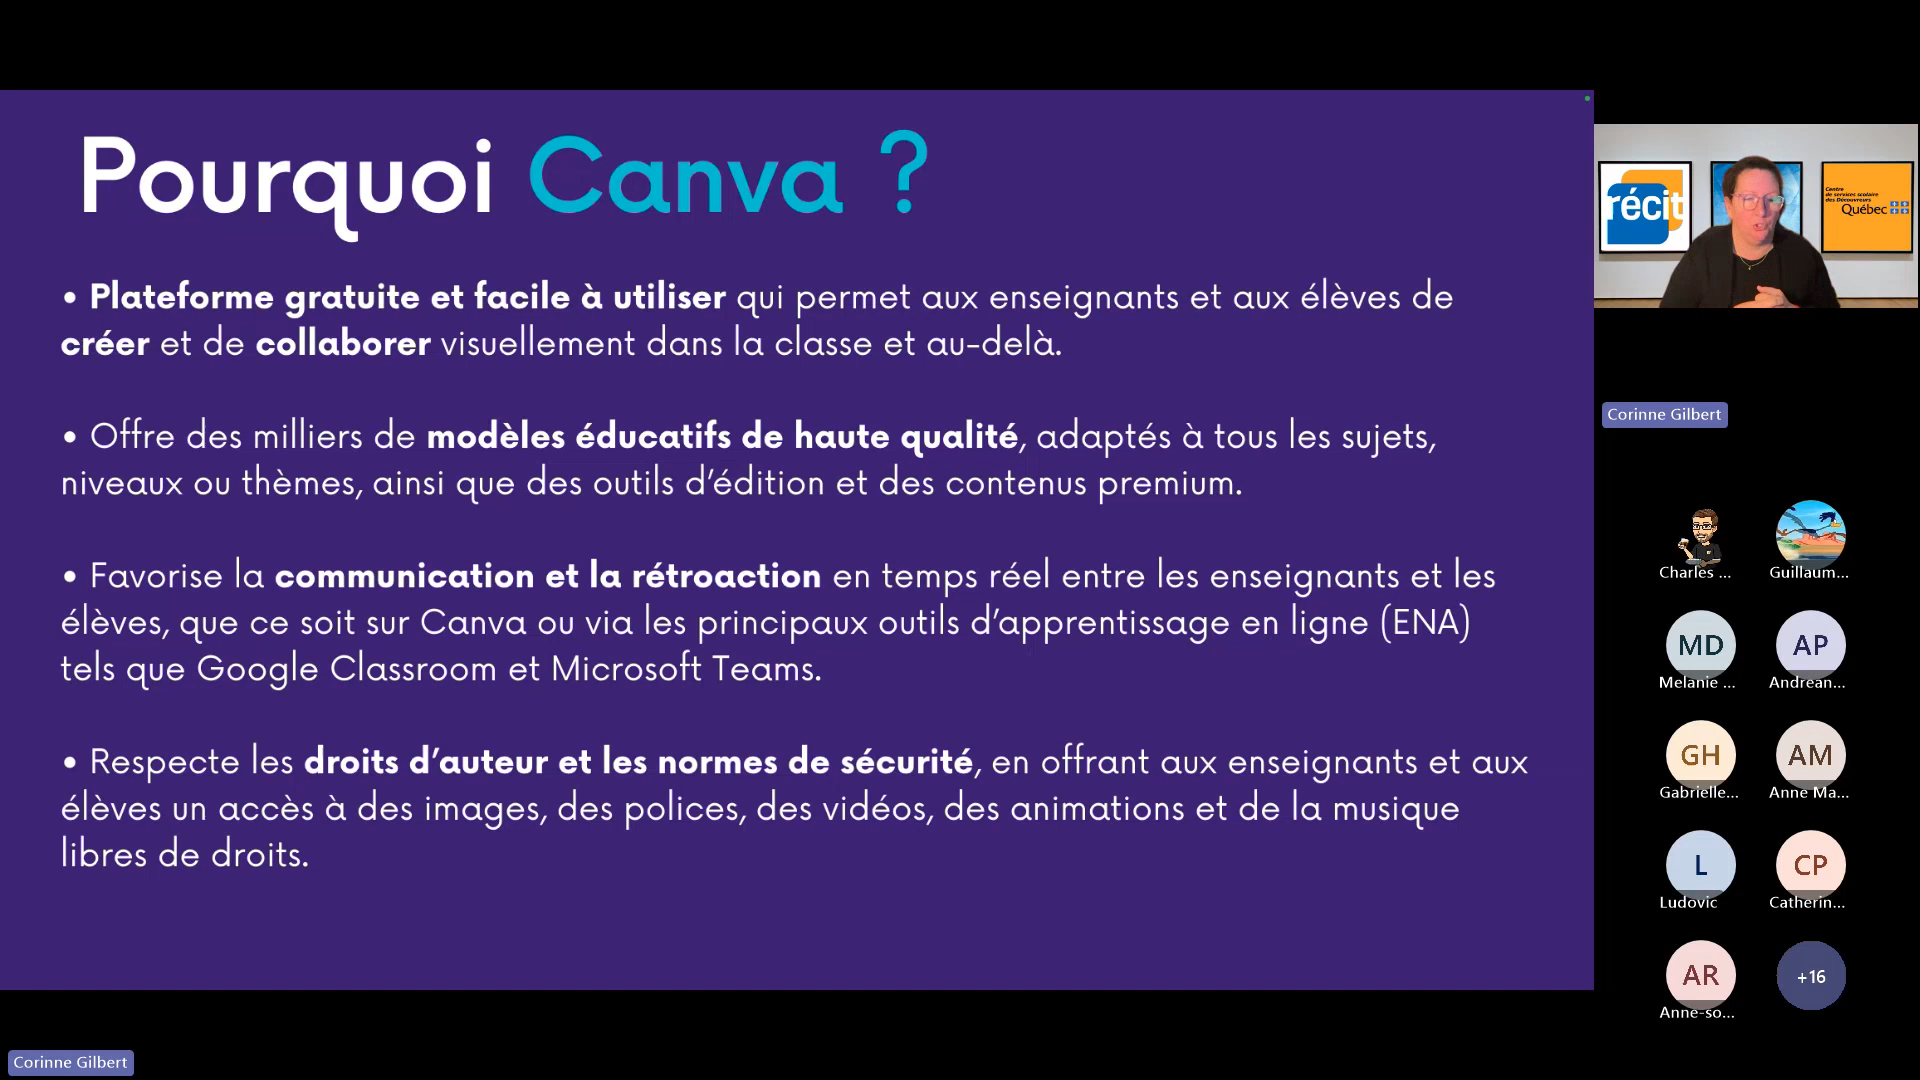 Pourquoi Canva ?
• Plateforme gratuite et facile à utiliser qui permet aux enseignants et aux élèves de
créer et de collaborer visuellement dans la classe et au-delà.
• Offre des milliers de modèles éducatifs de haute qualité, adaptés à tous les sujets,
niveaux ou thèmes, ainsi que des outils d’édition et des contenus premium.
• Favorise la communication et la rétroaction en temps réel entre les enseignants et les
élèves, que ce soit sur Canva ou via les principaux outils d’apprentissage en ligne (ENA)
tels que Google Classroom et Microsoft Teams.
• Respecte les droits d’auteur et les normes de sécurité, en offrant aux enseignants et aux
élèves un accès à des images, des polices, des vidéos, des animations et de la musique
libres de droits.
récit
Centre
de services scolaire
des Découvreurs
Québec
Corinne Gilbert
Charles ...
Guillaum...
MD
Melanie ...
AP
Andrean...
GH
Gabrielle...
AM
Anne Ma...
L
Ludovic
CP
Catherin...
AR
Anne-so...
+16
Corinne Gilbert